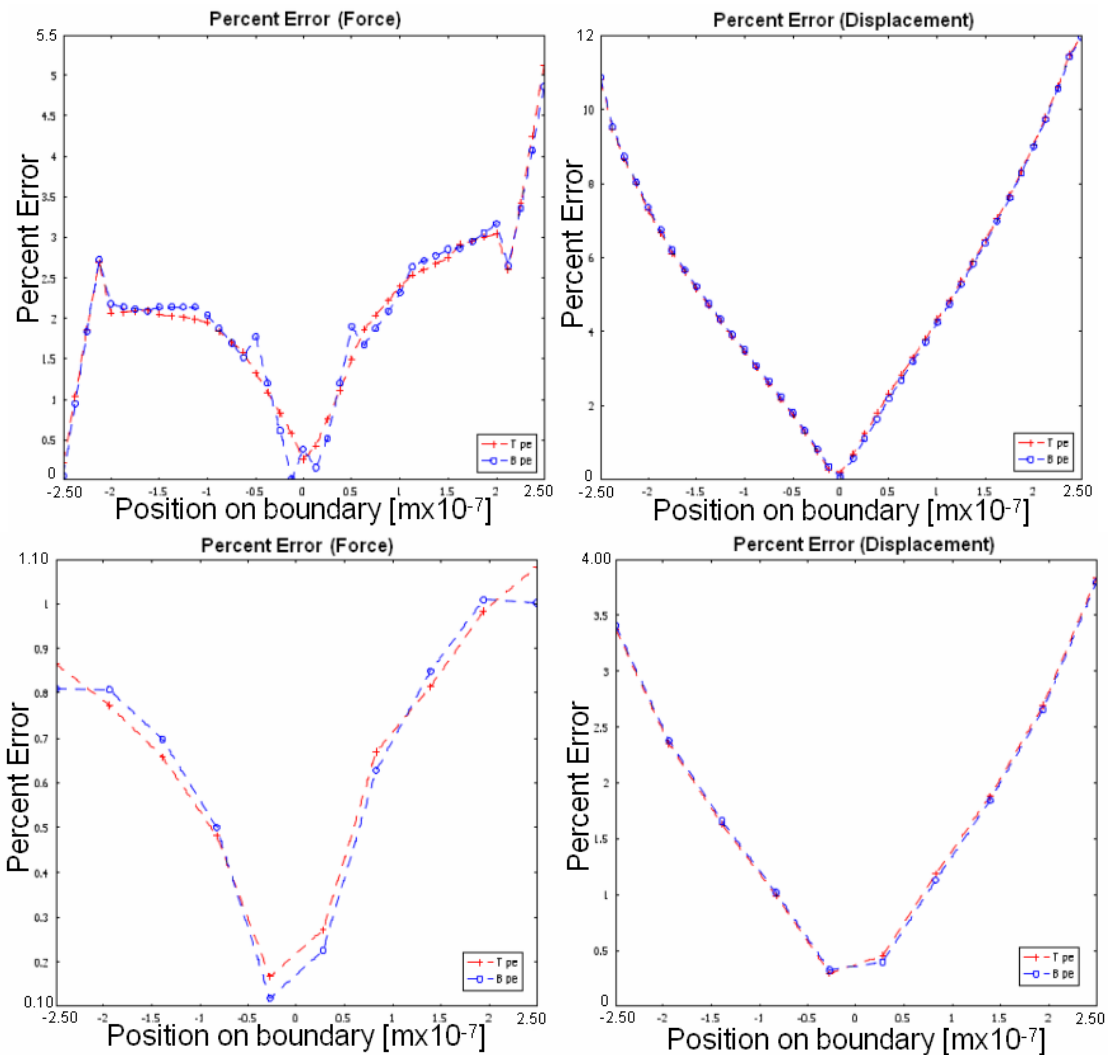 Percent Error (Force)
5.5
5
4.5
4
3.5
3
2.5
2
1.5
1
0.5
0
Percent Error
-2.50 -2 -1.5 -1 -0.5 0 0.5 1 1.5 2 2.50
Position on boundary [mx10⁻⁷]
T pe
B pe
Percent Error (Displacement)
12
10
8
6
4
2
0
Percent Error
-2.50 -2 -1.5 -1 -0.5 0 0.5 1 1.5 2 2.50
Position on boundary [mx10⁻⁷]
T pe
B pe
Percent Error (Force)
1.10
1
0.9
0.8
0.7
0.6
0.5
0.4
0.3
0.2
0.10
Percent Error
-2.50 -2 -1.5 -1 -0.5 0 0.5 1 1.5 2 2.50
Position on boundary [mx10⁻⁷]
T pe
B pe
Percent Error (Displacement)
4.00
3.5
3
2.5
2
1.5
1
0.5
0
Percent Error
-2.50 -2 -1.5 -1 -0.5 0 0.5 1 1.5 2 2.50
Position on boundary [mx10⁻⁷]
T pe
B pe